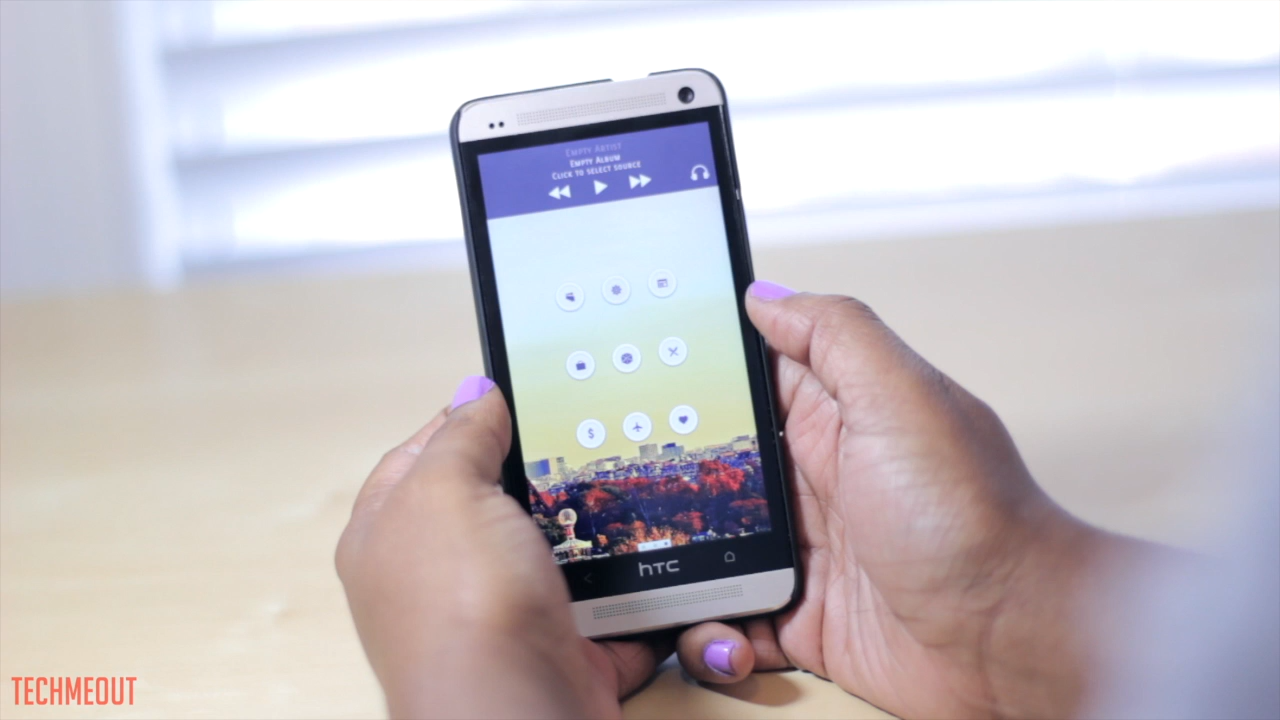 EMPTY ARTIST
EMPTY ALBUM
CLICK TO SELECT SOURCE
$
hTC
TECHMEOUT